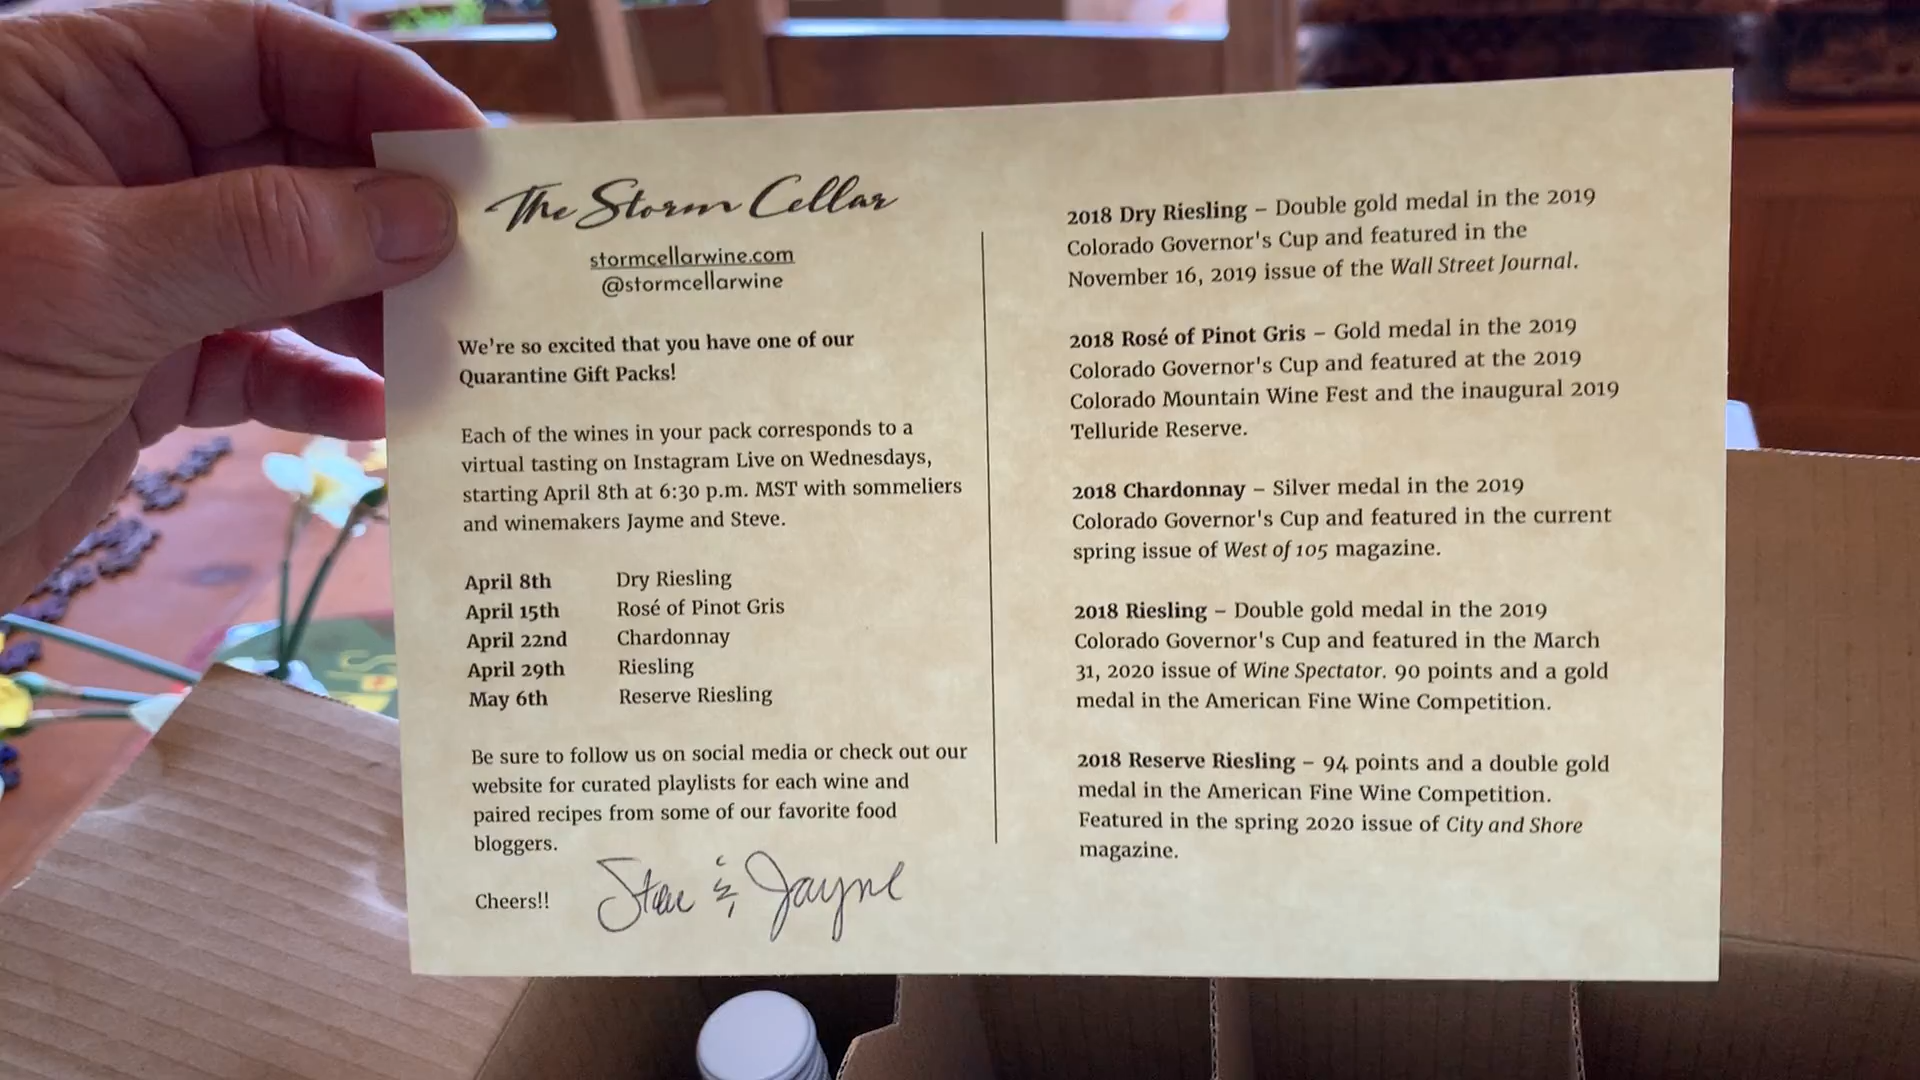 The Storm Cellar
stormcellarwine.com
@stormcellarwine
We're so excited that you have one of our
Quarantine Gift Packs!
Each of the wines in your pack corresponds to a
virtual tasting on Instagram Live on Wednesdays,
starting April 8th at 6:30 p.m. MST with sommeliers
and winemakers Jayme and Steve.
April 8th Dry Riesling
April 15th Rosé of Pinot Gris
April 22nd Chardonnay
April 29th Riesling
May 6th Reserve Riesling
Be sure to follow us on social media or check out our
website for curated playlists for each wine and
paired recipes from some of our favorite food
bloggers.
Cheers!! Steve & Jayme
2018 Dry Riesling – Double gold medal in the 2019
Colorado Governor's Cup and featured in the
November 16, 2019 issue of the Wall Street Journal.
2018 Rosé of Pinot Gris – Gold medal in the 2019
Colorado Governor's Cup and featured at the 2019
Colorado Mountain Wine Fest and the inaugural 2019
Telluride Reserve.
2018 Chardonnay – Silver medal in the 2019
Colorado Governor's Cup and featured in the current
spring issue of West of 105 magazine.
2018 Riesling – Double gold medal in the 2019
Colorado Governor's Cup and featured in the March
31, 2020 issue of Wine Spectator. 90 points and a gold
medal in the American Fine Wine Competition.
2018 Reserve Riesling – 94 points and a double gold
medal in the American Fine Wine Competition.
Featured in the spring 2020 issue of City and Shore
magazine.